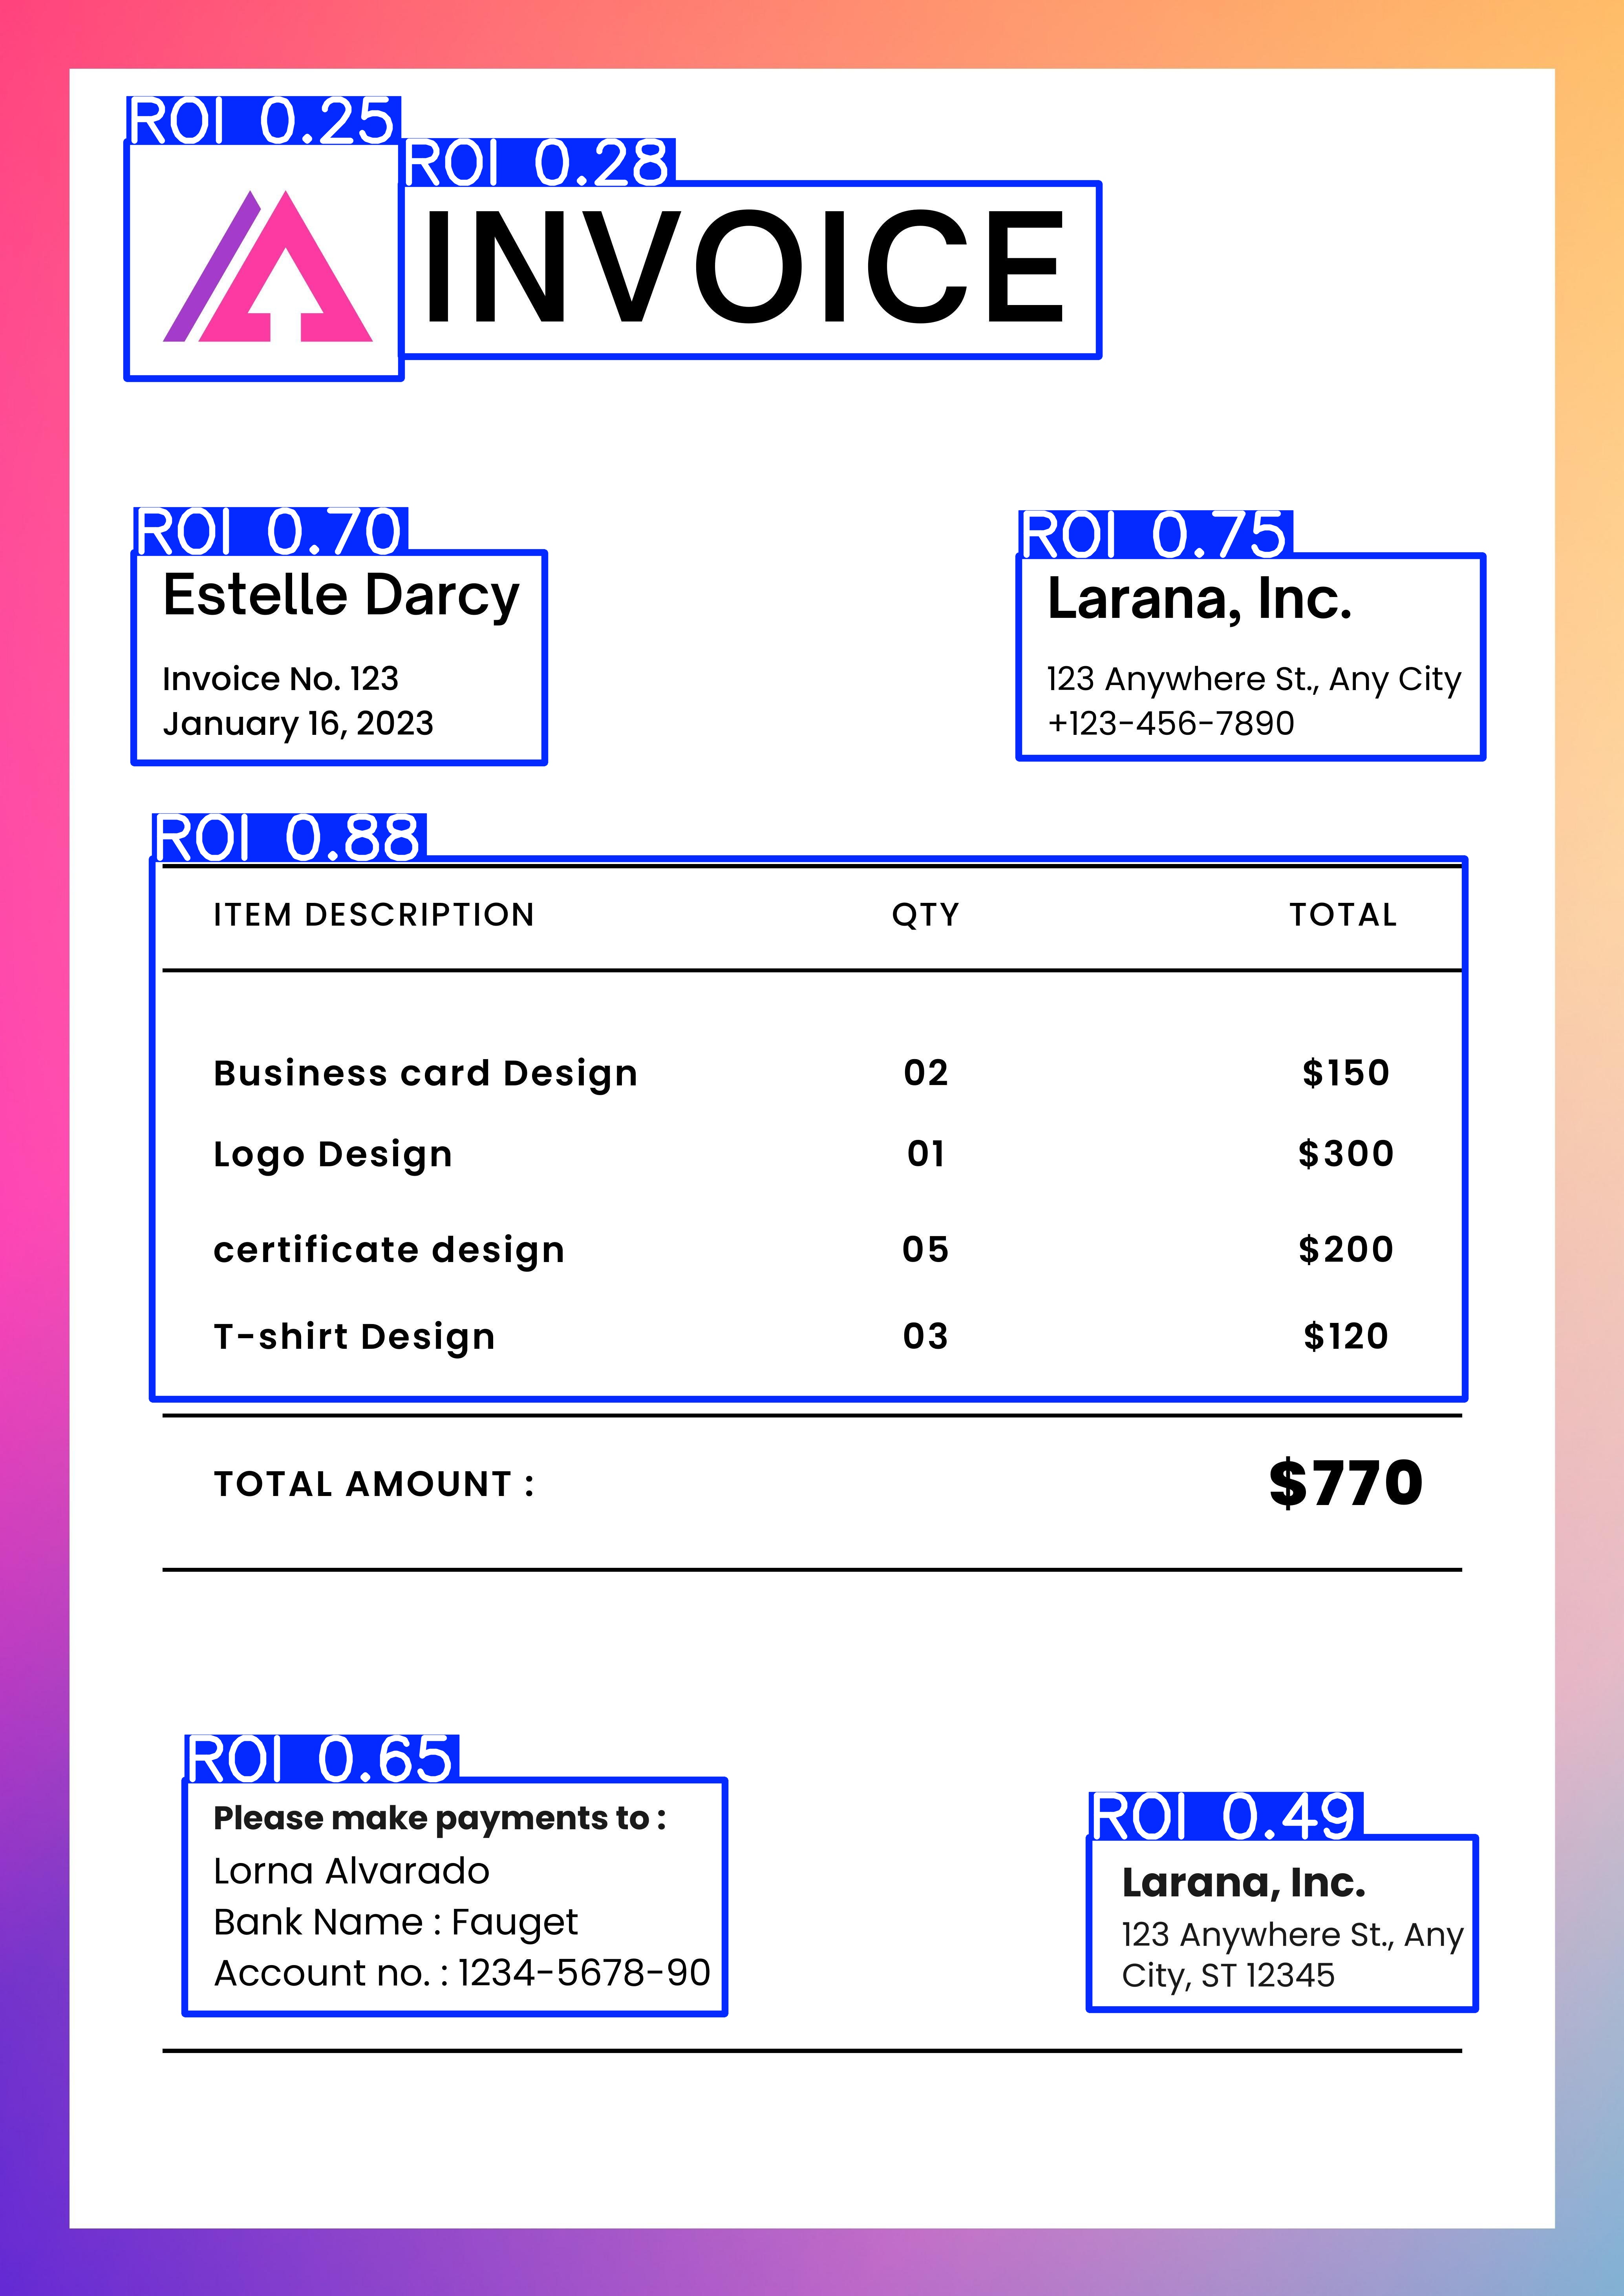 ROI 0.25
ROI 0.28
INVOICE
ROI 0.70
Estelle Darcy
Invoice No. 123
January 16, 2023
ROI 0.75
Larana, Inc.
123 Anywhere St., Any City
+123-456-7890
ROI 0.88
ITEM DESCRIPTION QTY TOTAL
Business card Design 02 $150
Logo Design 01 $300
certificate design 05 $200
T-shirt Design 03 $120
TOTAL AMOUNT : $770
ROI 0.65
Please make payments to :
Lorna Alvarado
Bank Name : Fauget
Account no. : 1234-5678-90
ROI 0.49
Larana, Inc.
123 Anywhere St., Any
City, ST 12345